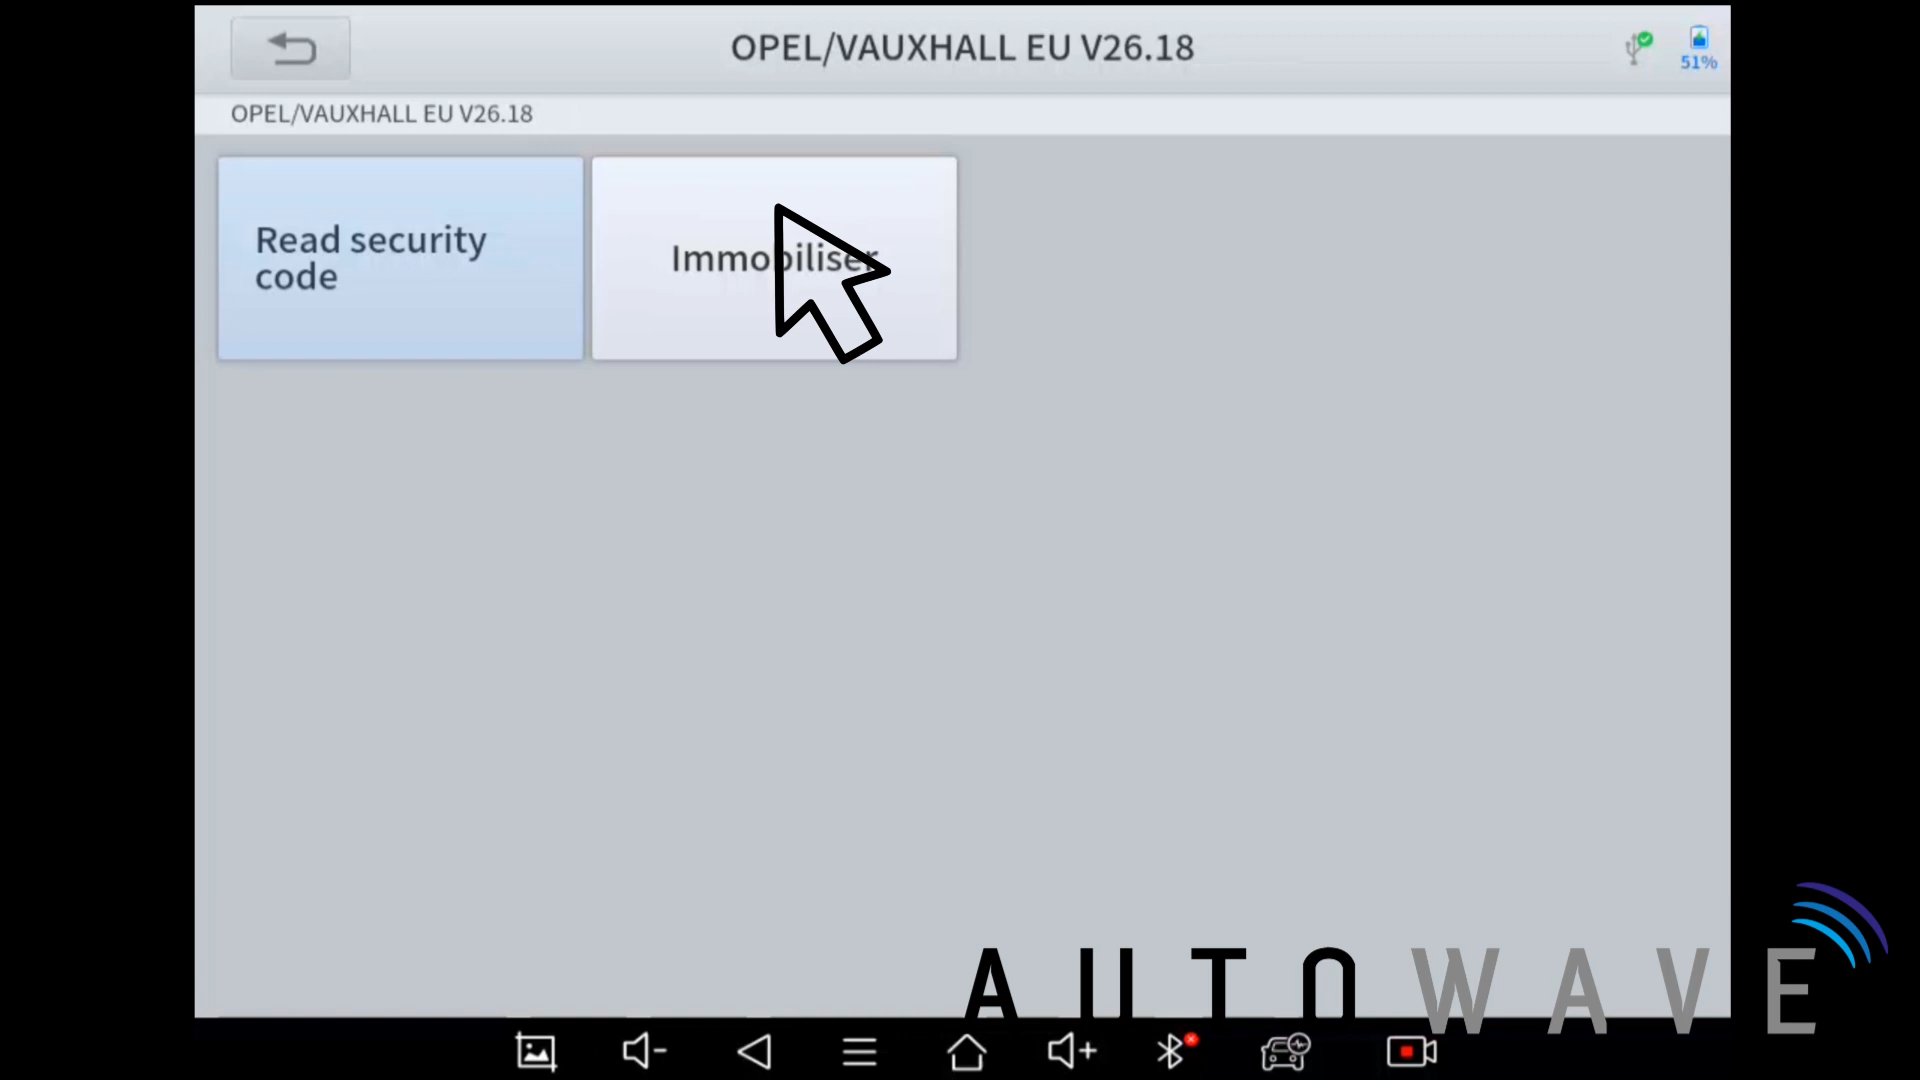 OPEL/VAUXHALL EU V26.18
51%
OPEL/VAUXHALL EU V26.18
Read security
code
Immobiliser
AUTOWAVE